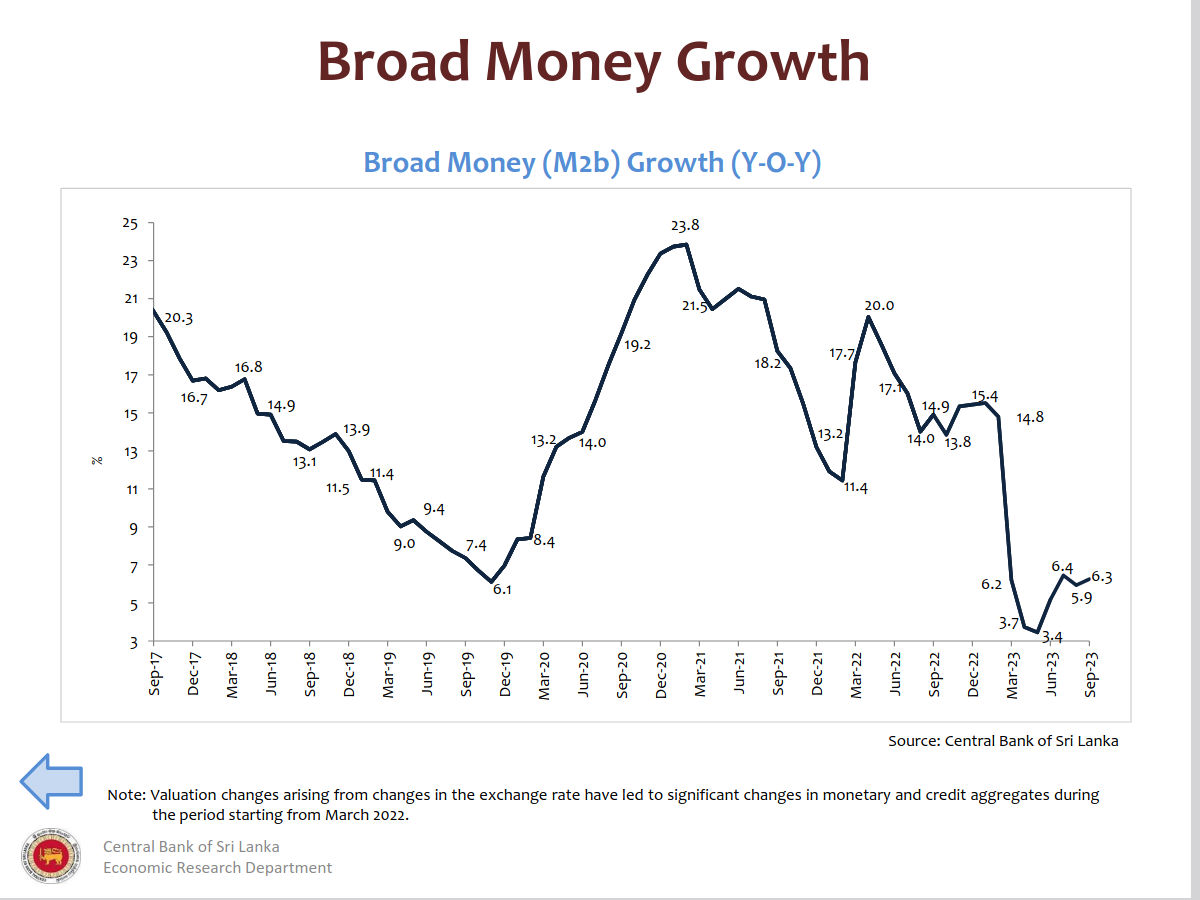 Broad Money Growth
Broad Money (M2b) Growth (Y-O-Y)
25
23
21
19
17
15
13
11
9
7
5
3
%
20.3
16.7
16.8
14.9
13.1
13.9
11.5
11.4
9.0
9.4
7.4
6.1
8.4
13.2
14.0
19.2
23.8
21.5
18.2
13.2
11.4
17.7
20.0
17.1
14.0
14.9
13.8
15.4
14.8
6.2
3.7
3.4
6.4
5.9
6.3
Sep-17
Dec-17
Mar-18
Jun-18
Sep-18
Dec-18
Mar-19
Jun-19
Sep-19
Dec-19
Mar-20
Jun-20
Sep-20
Dec-20
Mar-21
Jun-21
Sep-21
Dec-21
Mar-22
Jun-22
Sep-22
Dec-22
Mar-23
Jun-23
Sep-23
Source: Central Bank of Sri Lanka
Note: Valuation changes arising from changes in the exchange rate have led to significant changes in monetary and credit aggregates during
the period starting from March 2022.
Central Bank of Sri Lanka
Economic Research Department